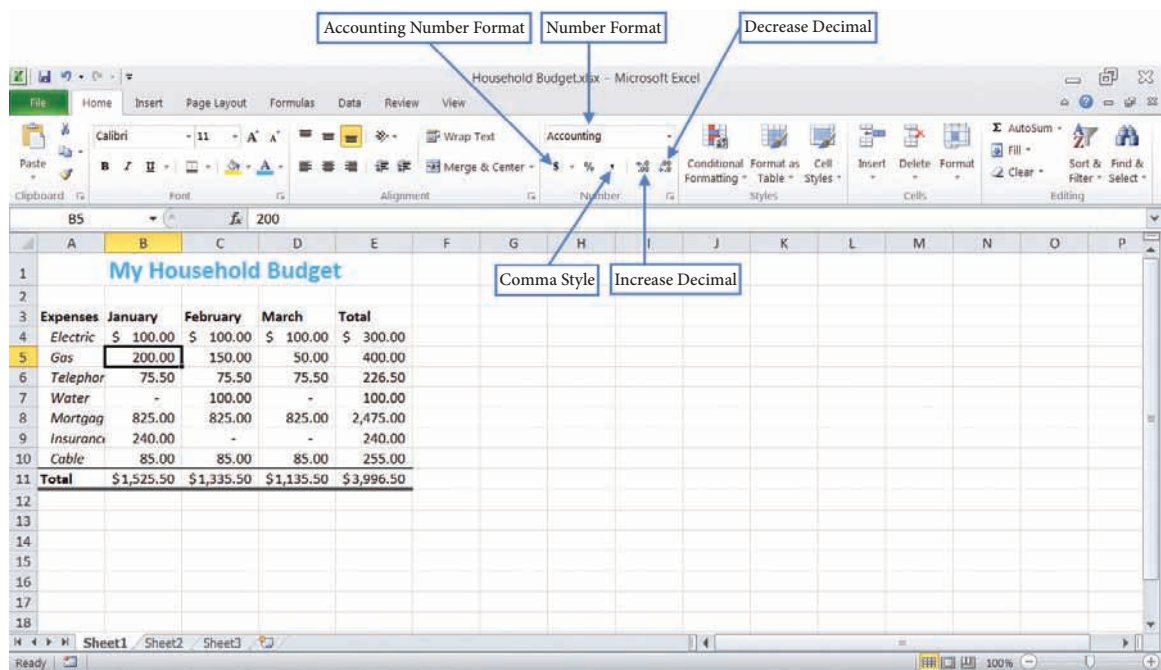 Accounting Number Format Number Format Decrease Decimal
Household Budget.xlsx - Microsoft Excel
File Home Insert Page Layout Formulas Data Review View
Calibri 11 A A Wrap Text Accounting Σ AutoSum
Paste B I U A Merge & Center $ % , Conditional Formatting Format as Table Cell Styles Insert Delete Format Fill Clear Sort & Filter Find & Select
Clipboard Font Alignment Number Styles Cells Editing
B5 fx 200
A B C D E F G H I J K L M N O P
Comma Style Increase Decimal
1 My Household Budget
2
3 Expenses January February March Total
4 Electric $ 100.00 $ 100.00 $ 100.00 $ 300.00
5 Gas 200.00 150.00 50.00 400.00
6 Telephor 75.50 75.50 75.50 226.50
7 Water - 100.00 - 100.00
8 Mortgag 825.00 825.00 825.00 2,475.00
9 Insuranc 240.00 - - 240.00
10 Cable 85.00 85.00 85.00 255.00
11 Total $1,525.50 $1,335.50 $1,135.50 $3,996.50
12
13
14
15
16
17
18
Sheet1 Sheet2 Sheet3
Ready 100%